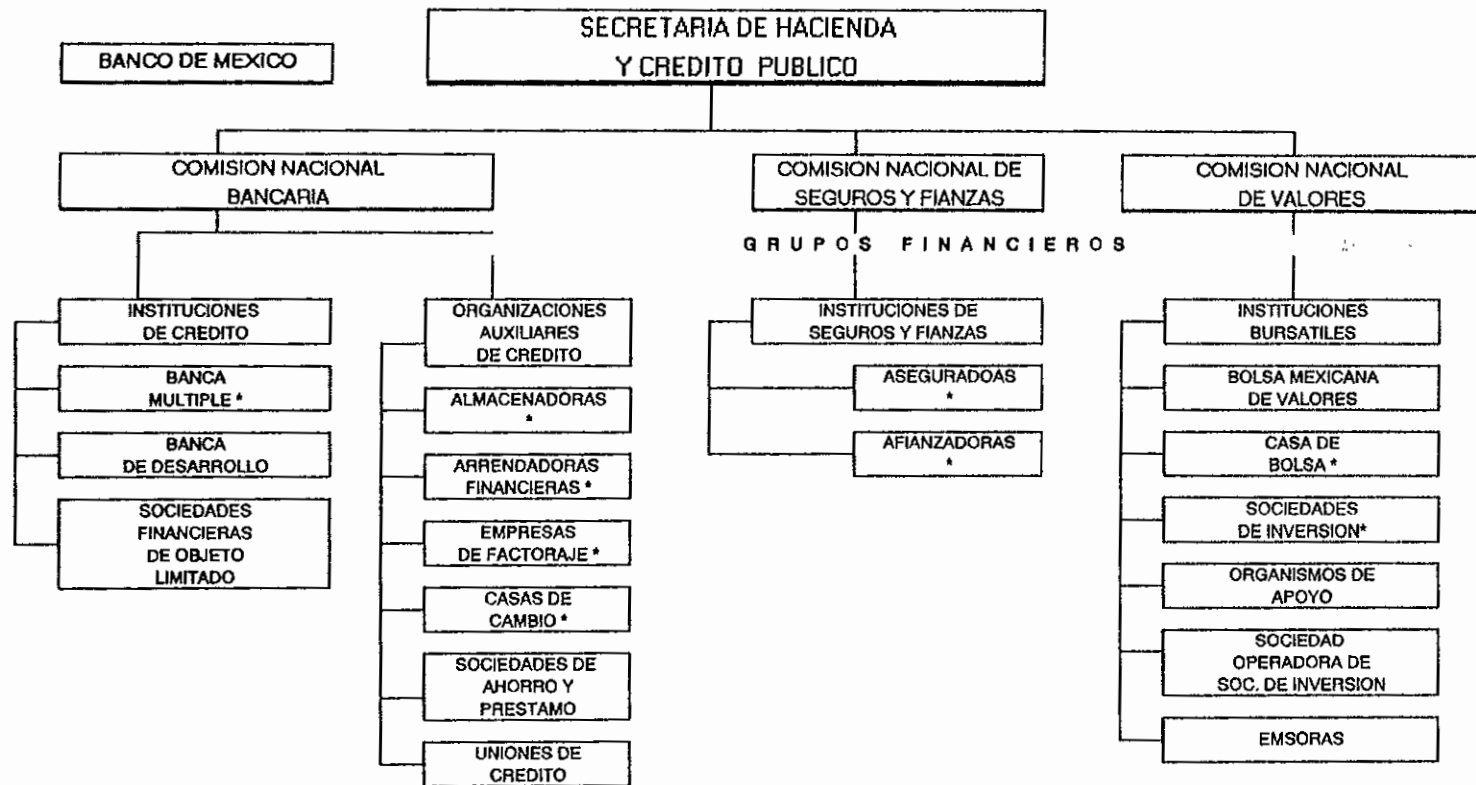 SECRETARIA DE HACIENDA
Y CREDITO PUBLICO
BANCO DE MEXICO
COMISION NACIONAL
BANCARIA
COMISION NACIONAL DE
SEGUROS Y FIANZAS
COMISION NACIONAL
DE VALORES
GRUPOS FINANCIEROS
INSTITUCIONES
DE CREDITO
BANCA
MULTIPLE *
BANCA
DE DESARROLLO
SOCIEDADES
FINANCIERAS
DE OBJETO
LIMITADO
ORGANIZACIONES
AUXILIARES
DE CREDITO
ALMACENADORAS
*
ARRENDADORAS
FINANCIERAS *
EMPRESAS
DE FACTORAJE *
CASAS DE
CAMBIO *
SOCIEDADES DE
AHORRO Y
PRESTAMO
UNIONES DE
CREDITO
INSTITUCIONES DE
SEGUROS Y FIANZAS
ASEGURADOAS
*
AFIANZADORAS
*
INSTITUCIONES
BURSATILES
BOLSA MEXICANA
DE VALORES
CASA DE
BOLSA *
SOCIEDADES
DE INVERSION*
ORGANISMOS DE
APOYO
SOCIEDAD
OPERADORA DE
SOC. DE INVERSION
EMSORAS